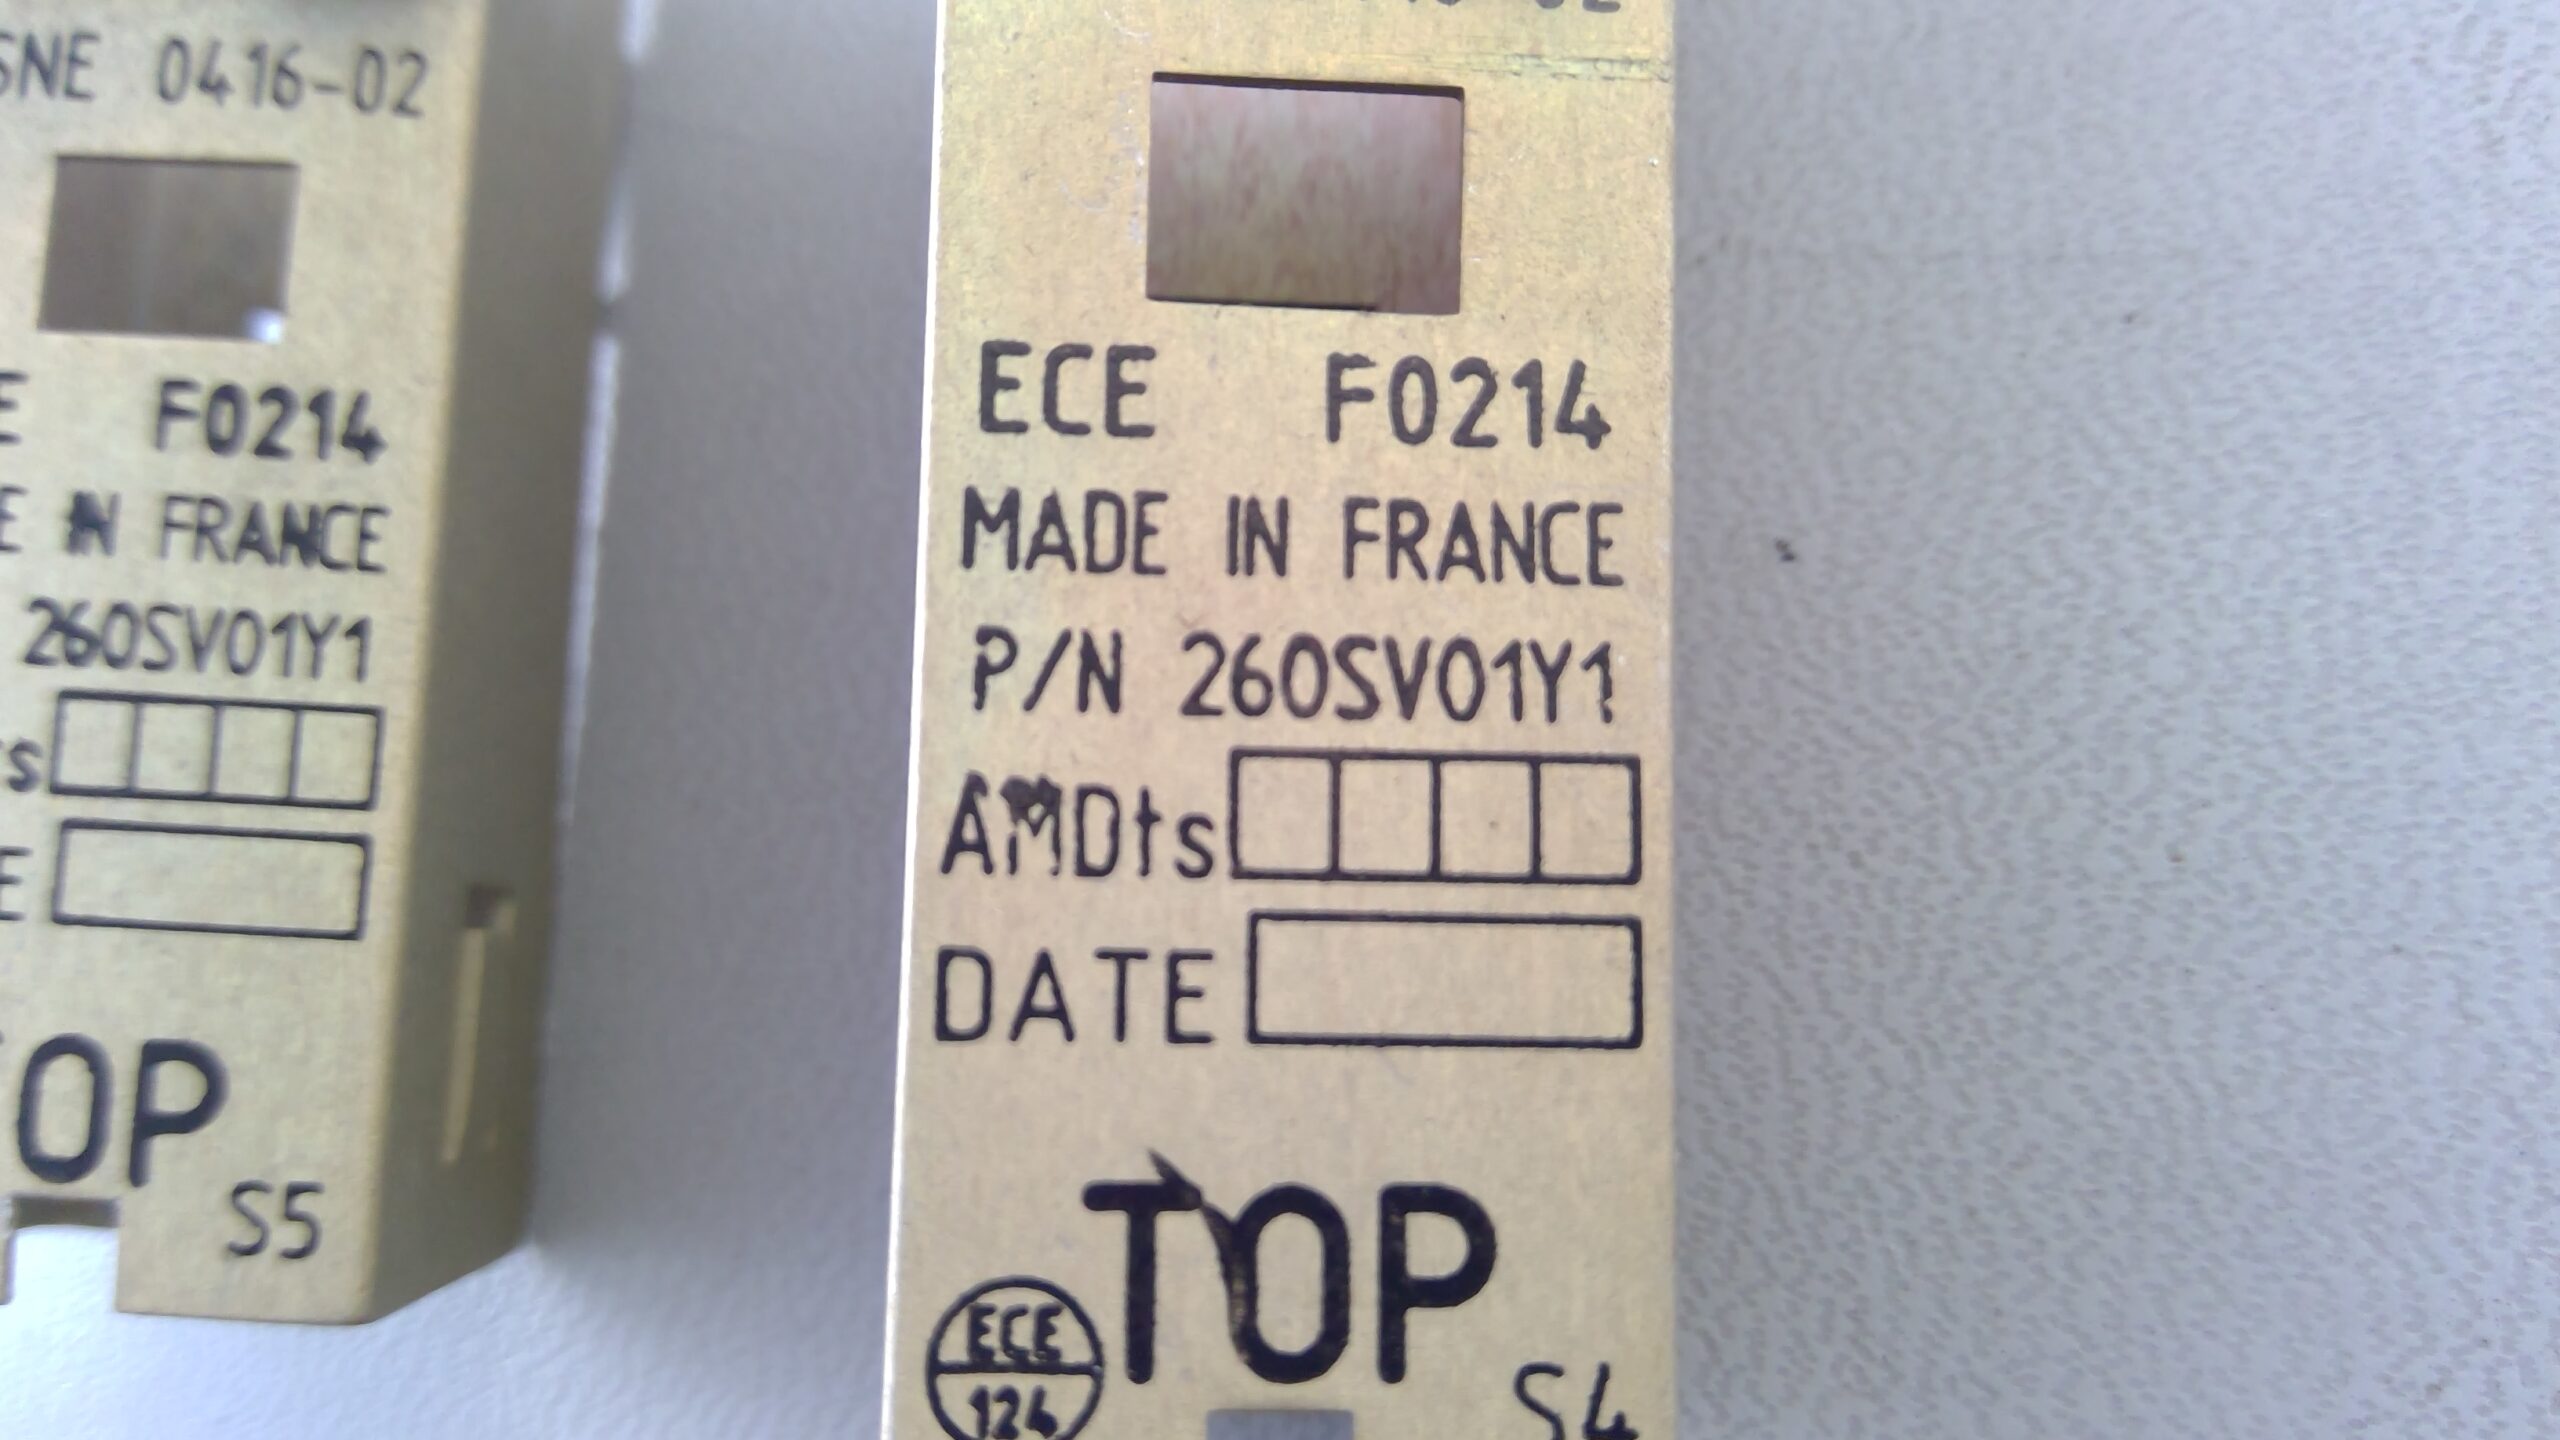 SNE 0416-02
F0214
IN FRANCE
260SV01Y1
S5
ECE F0214
MADE IN FRANCE
P/N 260SV01Y1
AMDts
DATE
TOP
ECE
124
S4